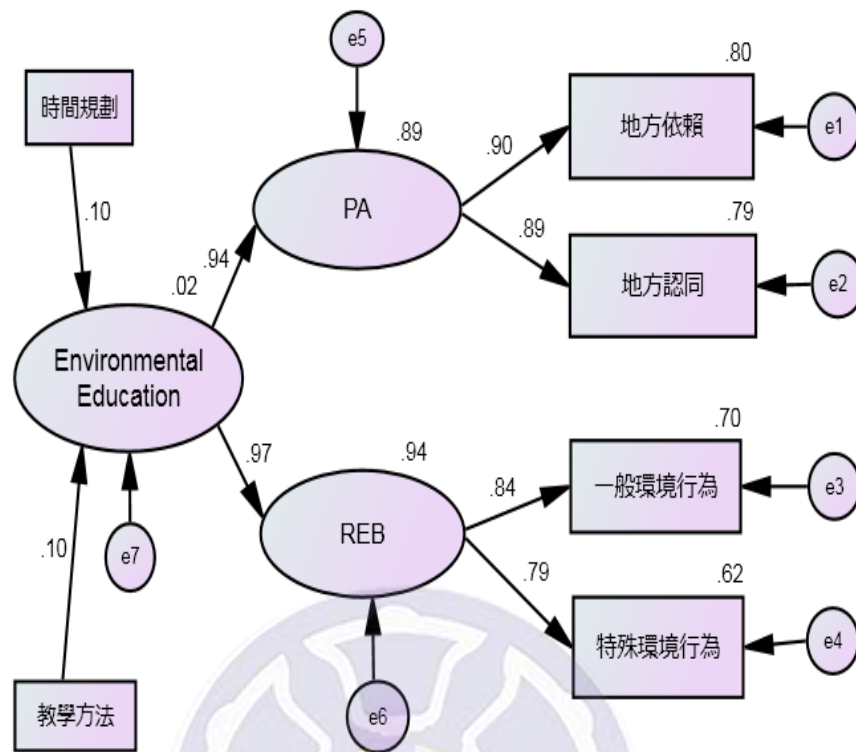 e5
.80
時間規劃
.89
地方依賴
e1
.90
PA
.10
.89
.79
.94
地方認同
e2
.02
Environmental
Education
.70
.97
.94
.84
一般環境行為
e3
REB
.10
e7
.79
.62
特殊環境行為
e4
教學方法
e6